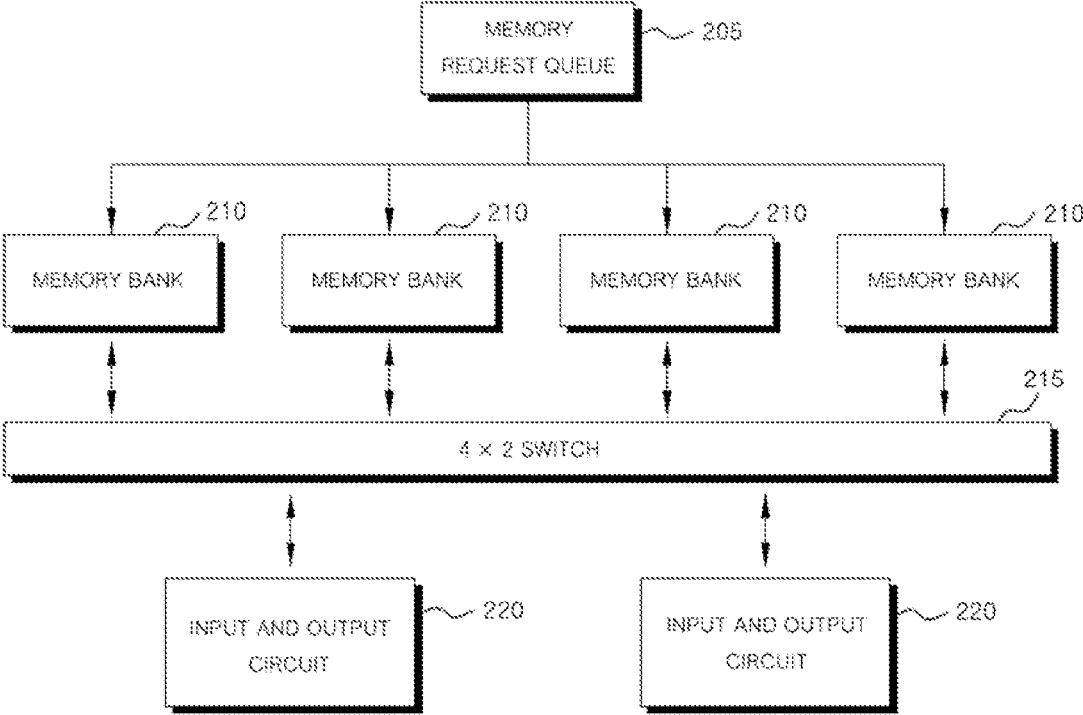 MEMORY
REQUEST QUEUE
205
210
210
210
210
MEMORY BANK
MEMORY BANK
MEMORY BANK
MEMORY BANK
215
4 × 2 SWITCH
INPUT AND OUTPUT
CIRCUIT
220
INPUT AND OUTPUT
CIRCUIT
220